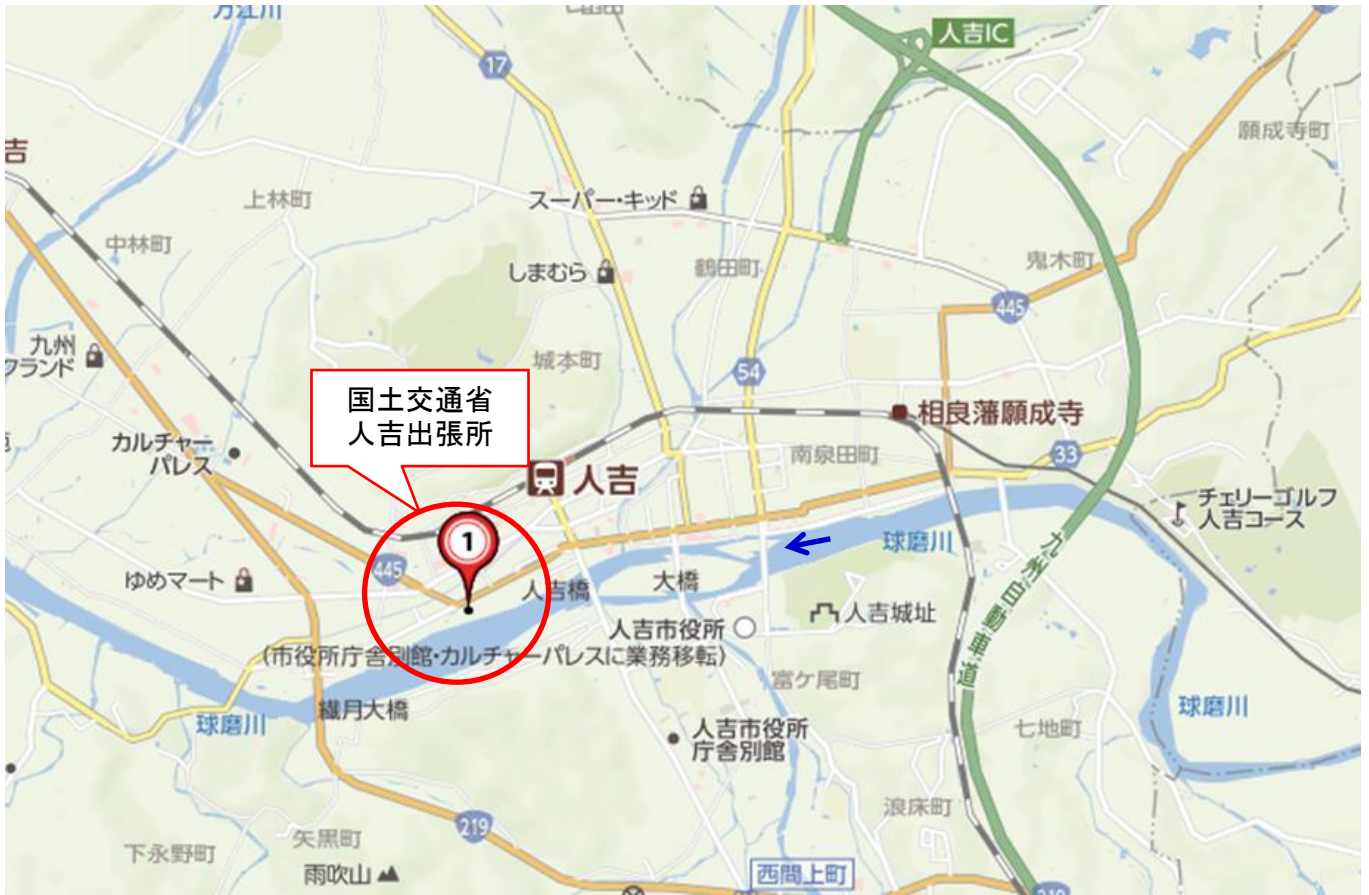 万江川
人吉IC
17
願成寺町
吉
上林町
スーパー・キッド
中林町
しまむら
鶴田町
鬼木町
445
九州
クランド
城本町
54
国土交通省
人吉出張所
相良藩願成寺
カルチャー
パレス
人吉
南泉田町
33
チェリーゴルフ
人吉コース
1
球磨川
九州自動車道
445
ゆめマート
人吉橋
大橋
人吉城址
人吉市役所
(市役所庁舎別館・カルチャーパレスに業務移転)
富ケ尾町
繊月大橋
球磨川
人吉市役所
庁舎別館
七地町
球磨川
浪床町
219
矢黒町
下永野町
雨吹山
西間上町
219